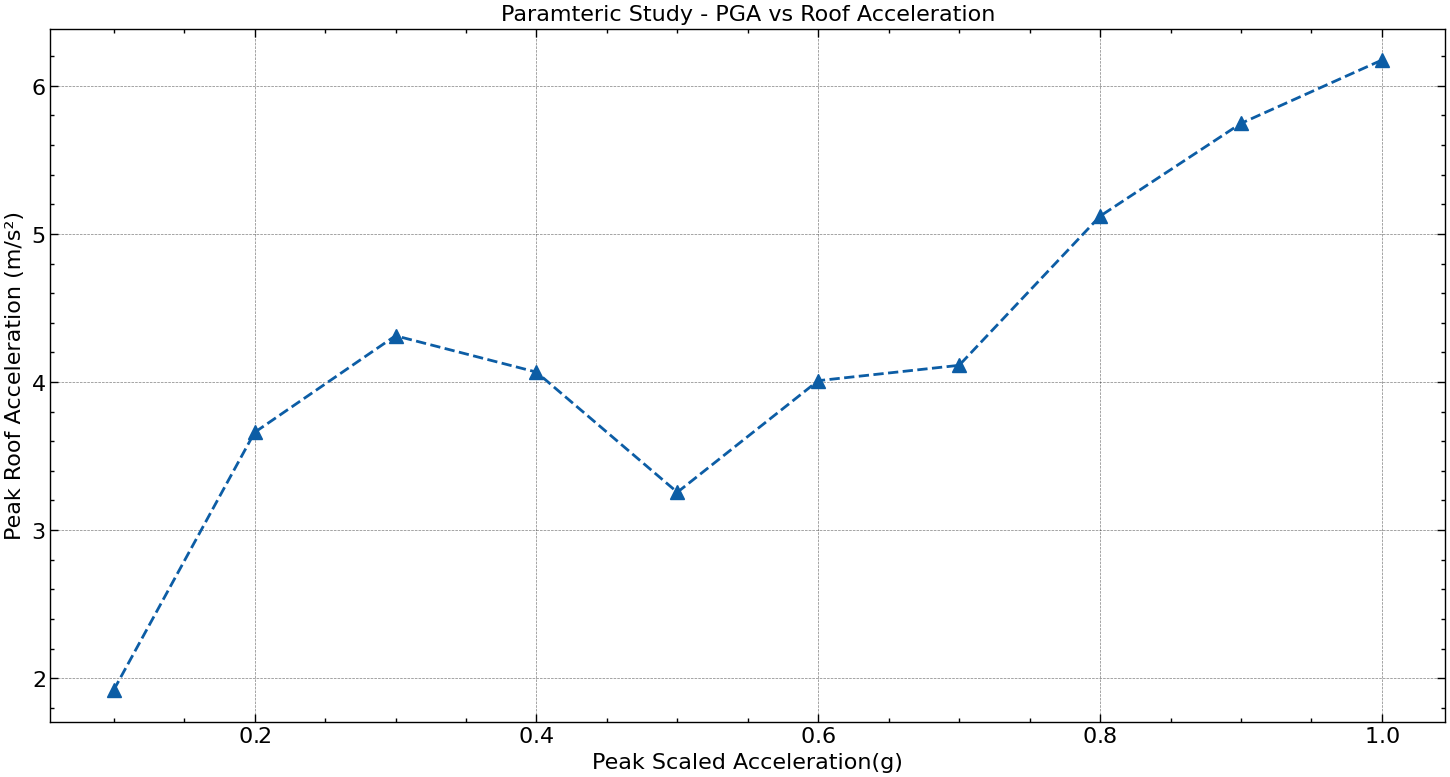 Paramteric Study - PGA vs Roof Acceleration
Peak Roof Acceleration (m/s²)
6
5
4
3
2
0.2 0.4 0.6 0.8 1.0
Peak Scaled Acceleration(g)